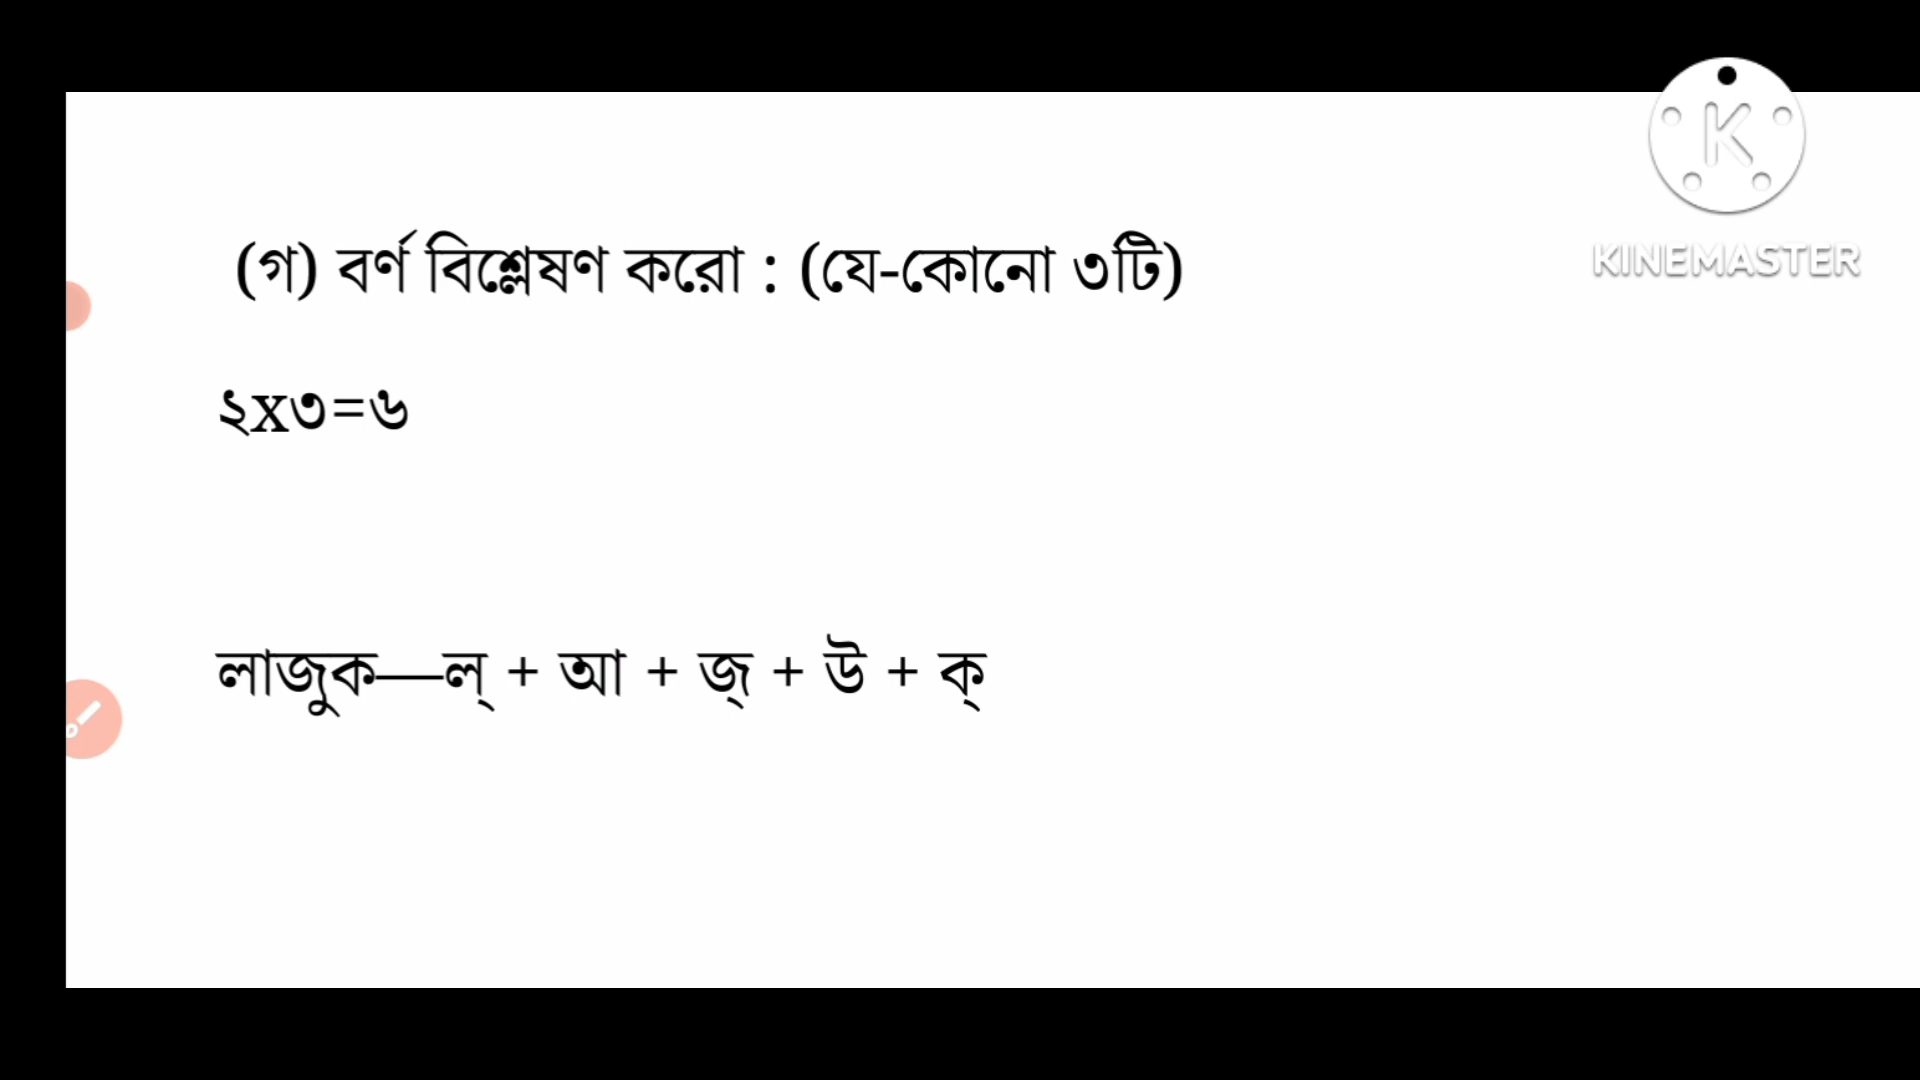 K
KINEMASTER
(গ) বর্ণ বিশ্লেষণ করো : (যে-কোনো ৩টি)
২x৩=৬
লাজুক—ল্ + আ + জ্ + উ + ক্